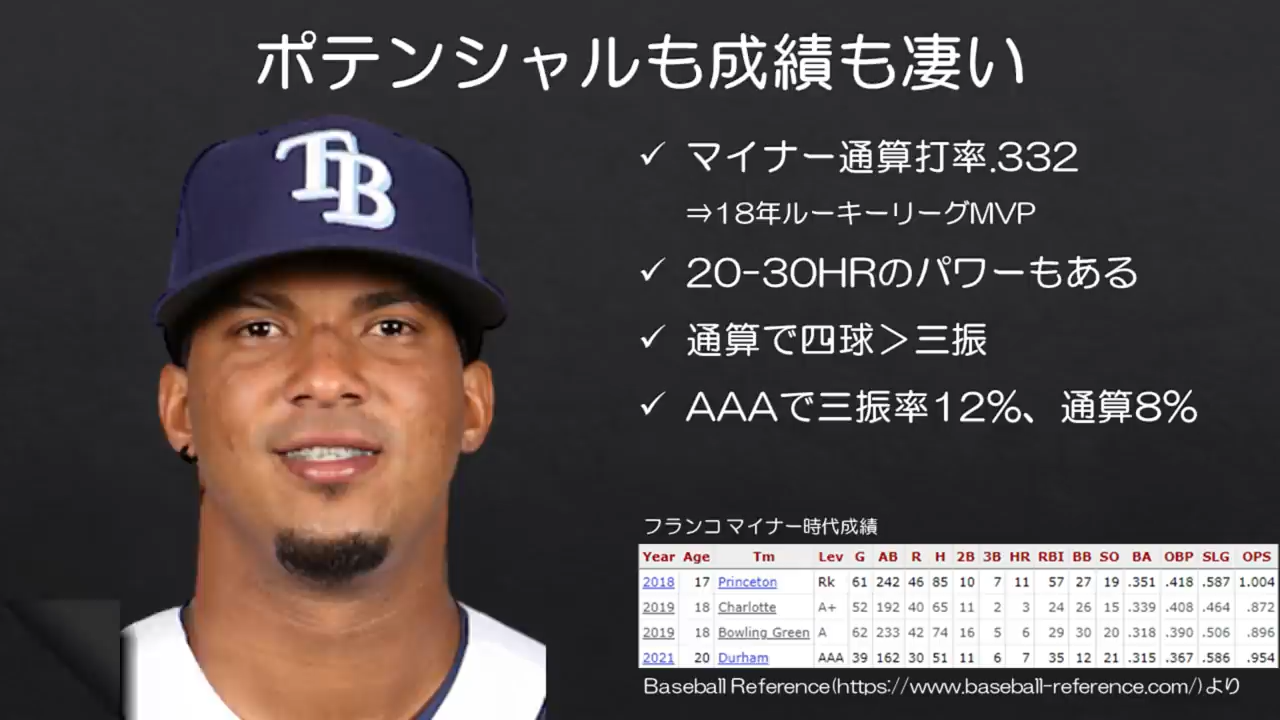 ポテンシャルも成績も凄い
TB
✓ マイナー通算打率.332
⇒18年ルーキーリーグMVP
✓ 20-30HRのパワーもある
✓ 通算で四球＞三振
✓ AAAで三振率12%、通算8%
フランコ マイナー時代成績
Year Age Tm Lev G AB R H 2B 3B HR RBI BB SO BA OBP SLG OPS
2018 17 Princeton Rk 61 242 46 85 10 7 11 57 27 19 .351 .418 .587 1.004
2019 18 Charlotte A+ 52 192 40 65 11 2 3 24 26 15 .339 .408 .464 .872
2019 18 Bowling Green A 62 233 42 74 16 5 6 29 30 20 .318 .390 .506 .896
2021 20 Durham AAA 39 162 30 51 11 6 7 35 12 21 .315 .367 .586 .954
Baseball Reference(https://www.baseball-reference.com/)より